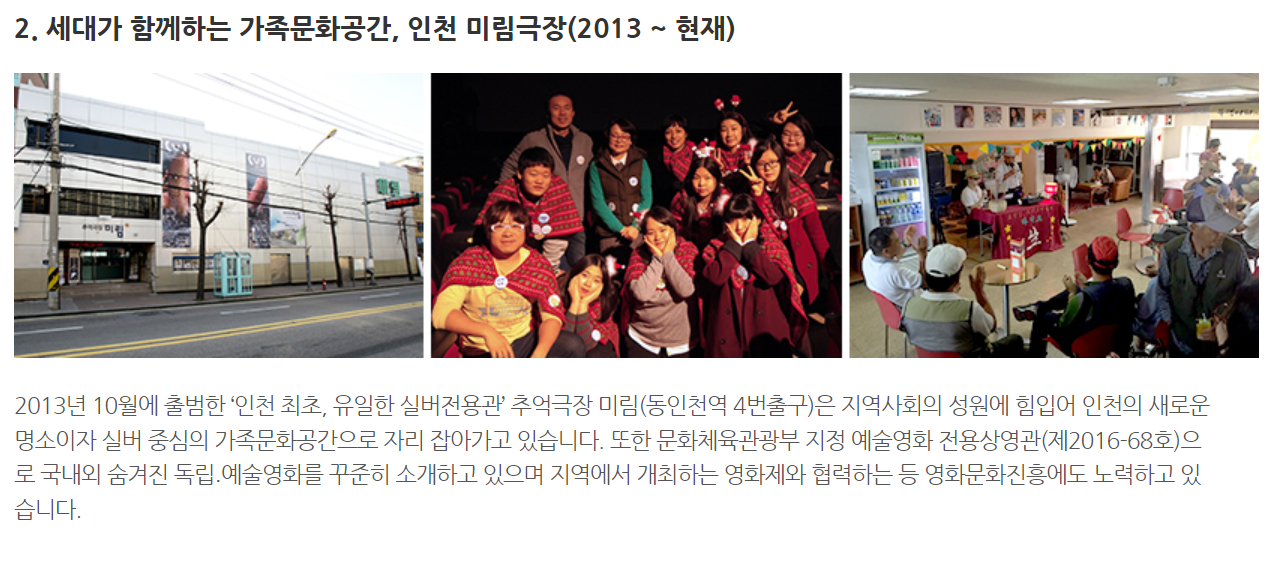 2. 세대가 함께하는 가족문화공간, 인천 미림극장(2013 ~ 현재)
미림
2013년 10월에 출범한 ‘인천 최초, 유일한 실버전용관’ 추억극장 미림(동인천역 4번출구)은 지역사회의 성원에 힘입어 인천의 새로운
명소이자 실버 중심의 가족문화공간으로 자리 잡아가고 있습니다. 또한 문화체육관광부 지정 예술영화 전용상영관(제2016-68호)으
로 국내외 숨겨진 독립.예술영화를 꾸준히 소개하고 있으며 지역에서 개최하는 영화제와 협력하는 등 영화문화진흥에도 노력하고 있
습니다.